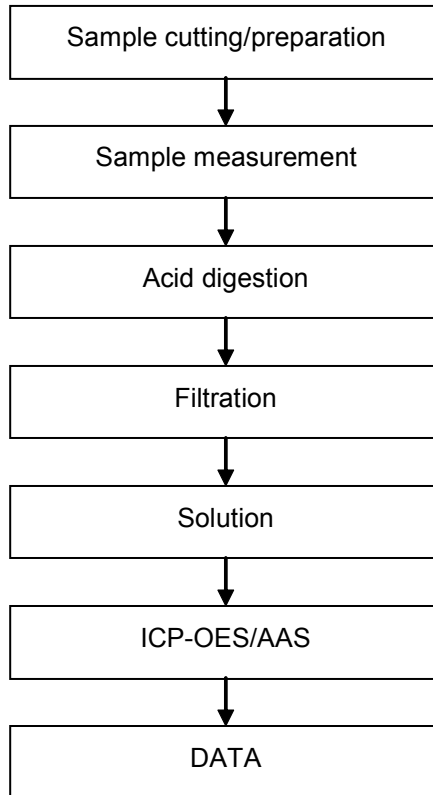 Sample cutting/preparation
Sample measurement
Acid digestion
Filtration
Solution
ICP-OES/AAS
DATA